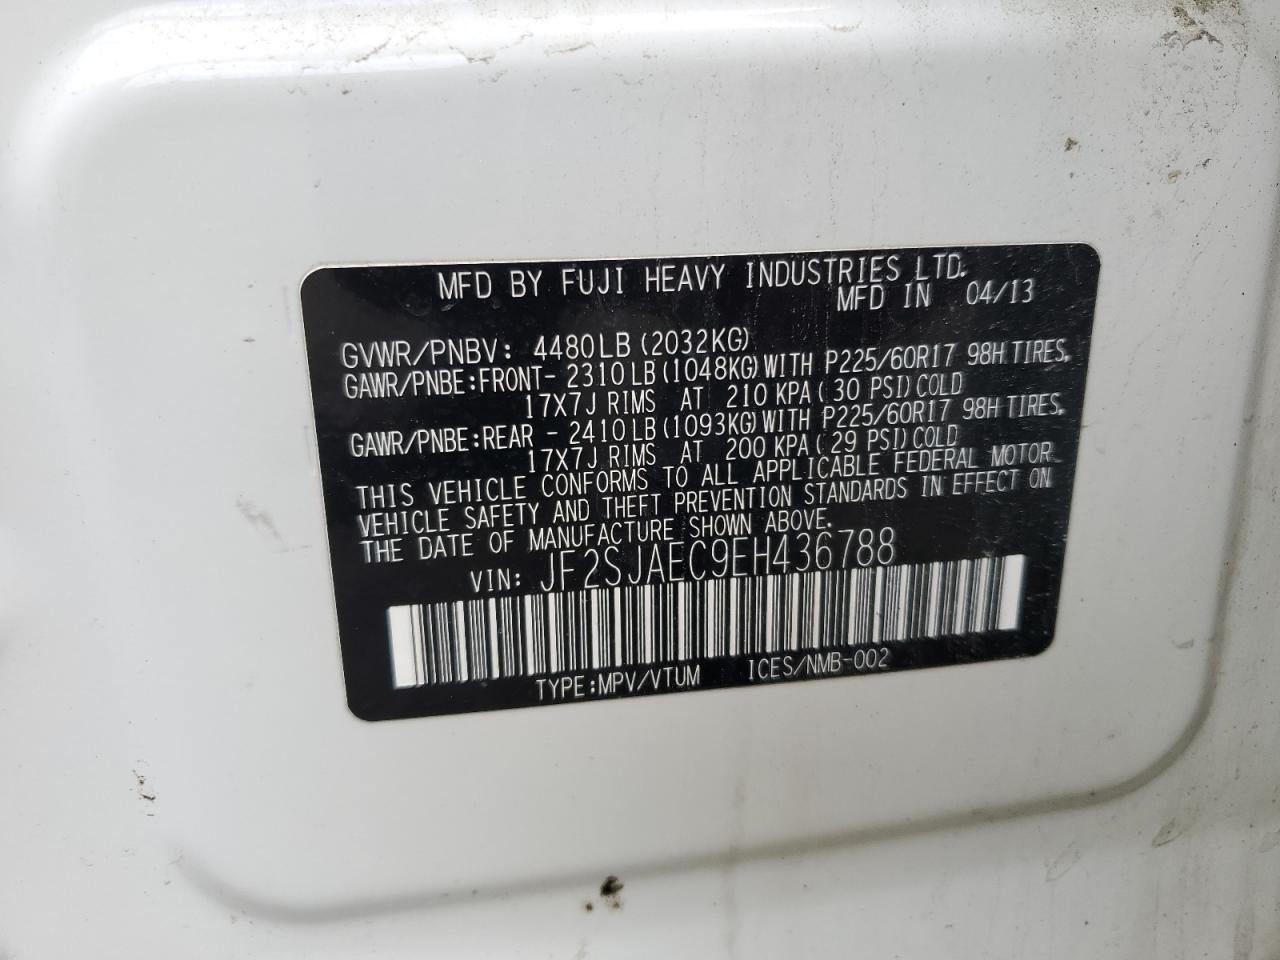 MFD BY FUJI HEAVY INDUSTRIES LTD.
MFD IN 04/13
GVWR/PNBV: 4480LB (2032KG)
GAWR/PNBE:FRONT- 2310LB (1048KG) WITH P225/60R17 98H TIRES,
17X7J RIMS AT 210 KPA ( 30 PSI) COLD
GAWR/PNBE:REAR - 2410LB (1093KG) WITH P225/60R17 98H TIRES,
17X7J RIMS AT 200 KPA ( 29 PSI) COLD
THIS VEHICLE CONFORMS TO ALL APPLICABLE FEDERAL MOTOR
VEHICLE SAFETY AND THEFT PREVENTION STANDARDS IN EFFECT ON
THE DATE OF MANUFACTURE SHOWN ABOVE.
VIN: JF2SJAEC9EH436788
TYPE:MPV/VTUM ICES/NMB-002